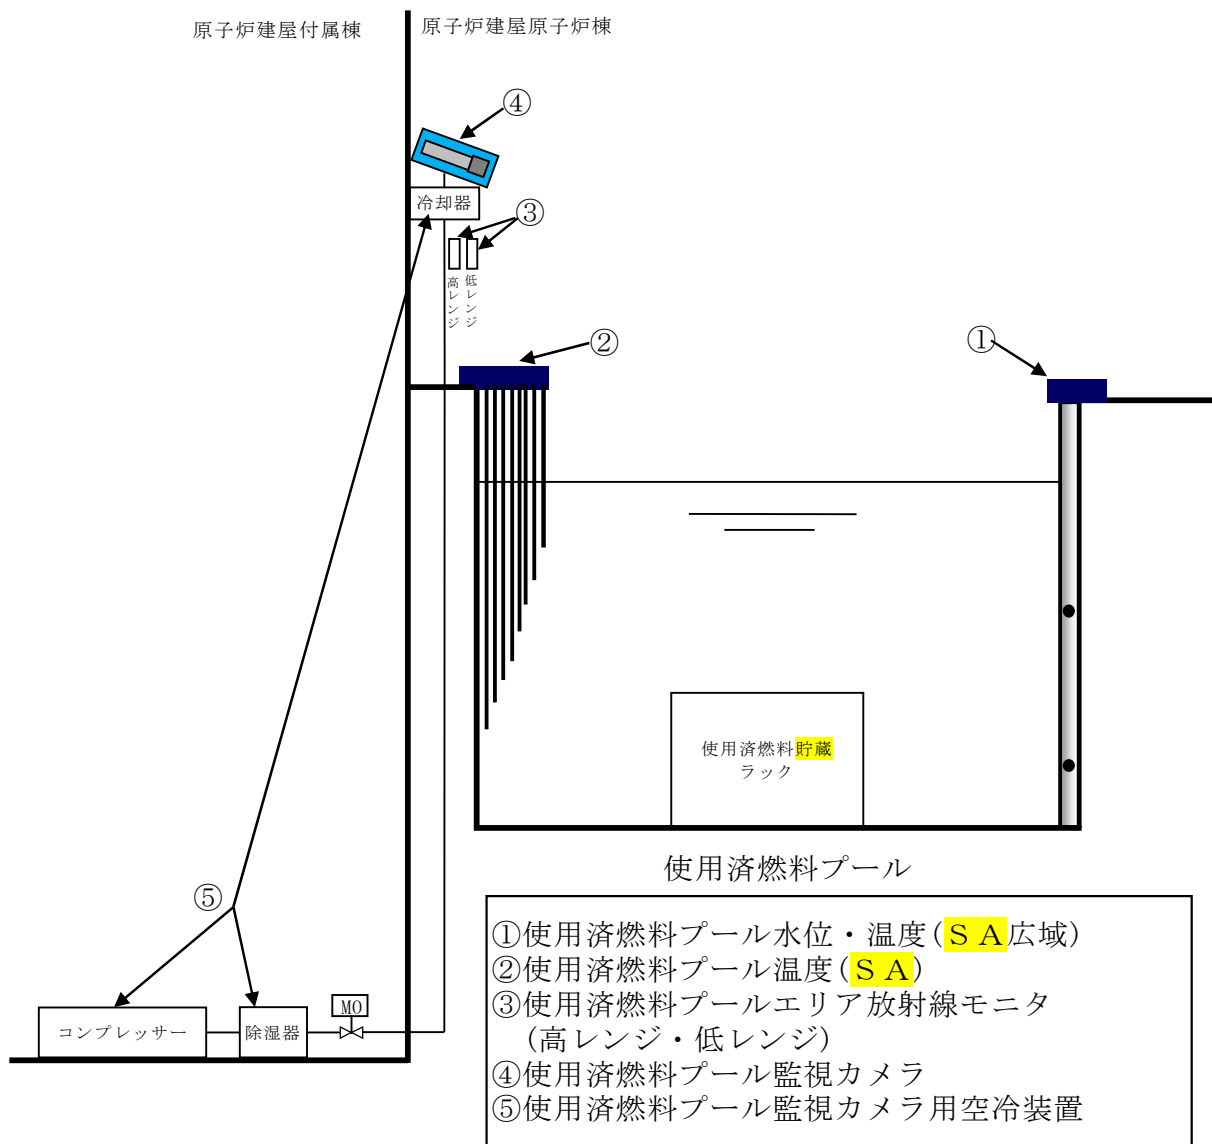 原子炉建屋付属棟
原子炉建屋原子炉棟
④
冷却器
③
高レンジ
低レンジ
②
①
使用済燃料貯蔵
ラック
使用済燃料プール
⑤
コンプレッサー
除湿器
MO
①使用済燃料プール水位・温度(ＳＡ広域)
②使用済燃料プール温度(ＳＡ)
③使用済燃料プールエリア放射線モニタ
(高レンジ・低レンジ)
④使用済燃料プール監視カメラ
⑤使用済燃料プール監視カメラ用空冷装置